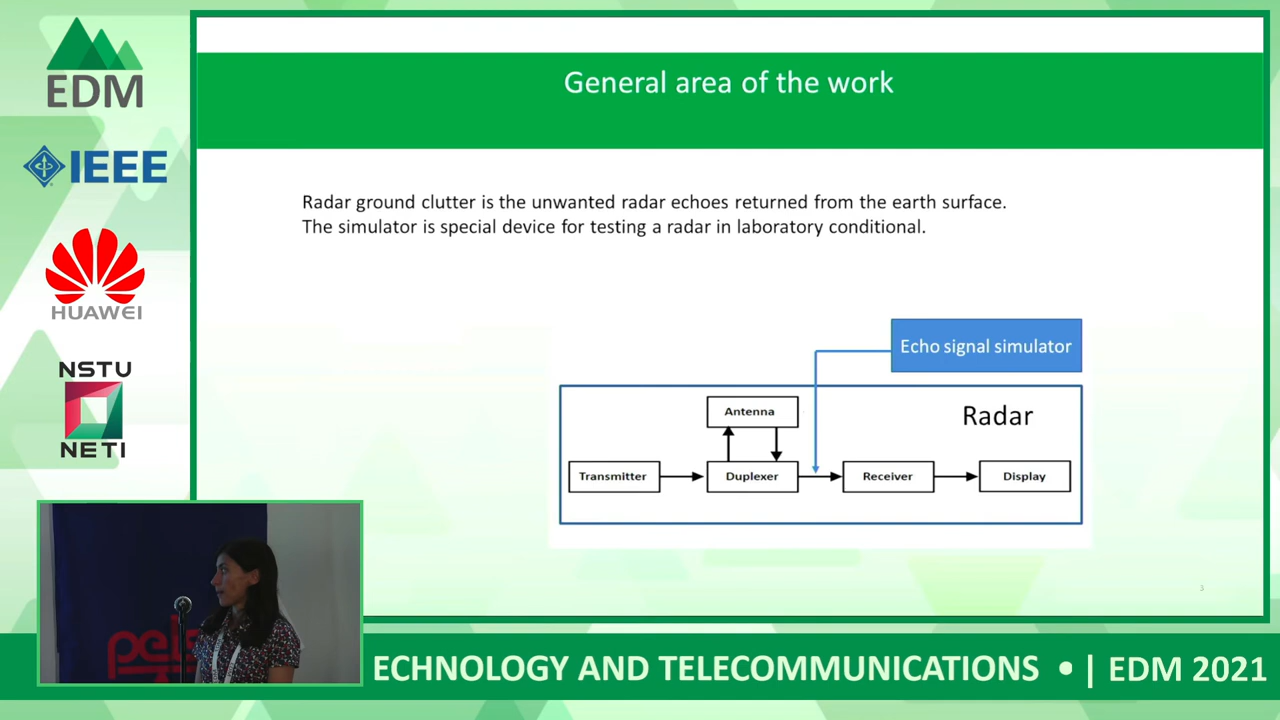 EDM
IEEE
HUAWEI
NSTU
NETI
General area of the work
Radar ground clutter is the unwanted radar echoes returned from the earth surface.
The simulator is special device for testing a radar in laboratory conditional.
Echo signal simulator
Radar
Antenna
Transmitter
Duplexer
Receiver
Display
3
ECHNOLOGY AND TELECOMMUNICATIONS • | EDM 2021